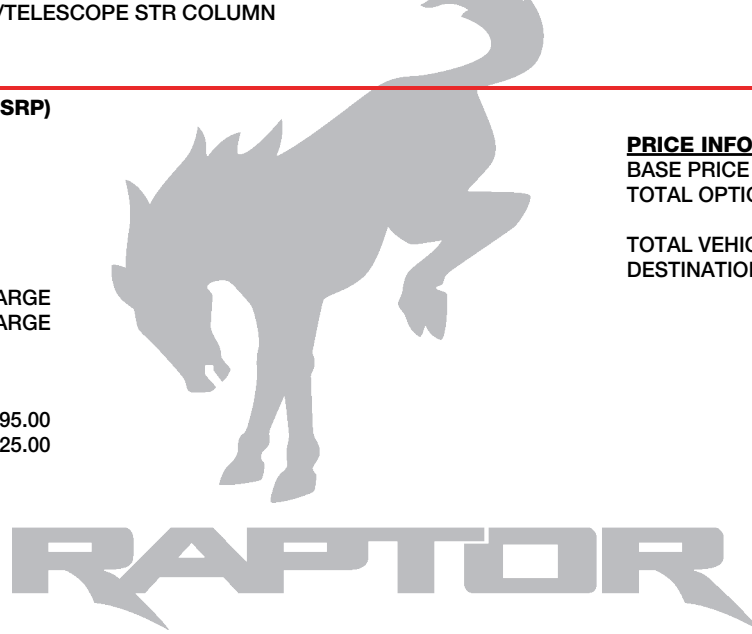 /TELESCOPE STR COLUMN
SRP)
ARGE
ARGE
95.00
25.00
PRICE INFO
BASE PRICE
TOTAL OPTIO
TOTAL VEHIC
DESTINATION
RAPTOR